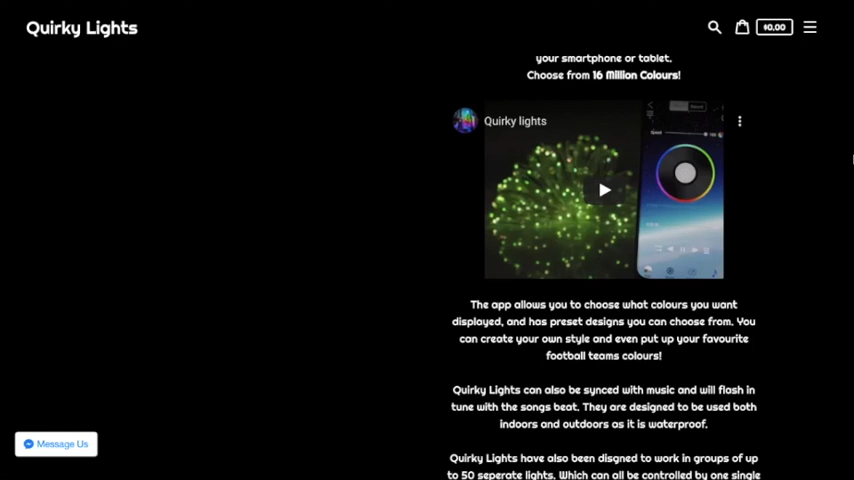 Quirky Lights
$0.00
your smartphone or tablet.
Choose from 16 Million Colours!
Quirky lights
The app allows you to choose what colours you want
displayed, and has preset designs you can choose from. You
can create your own style and even put up your favourite
football teams colours!
Quirky Lights can also be synced with music and will flash in
tune with the songs beat. They are designed to be used both
indoors and outdoors as it is waterproof.
Message Us
Quirky Lights have also been disgned to work in groups of up
to 50 seperate lights. Which can all be controlled by one single